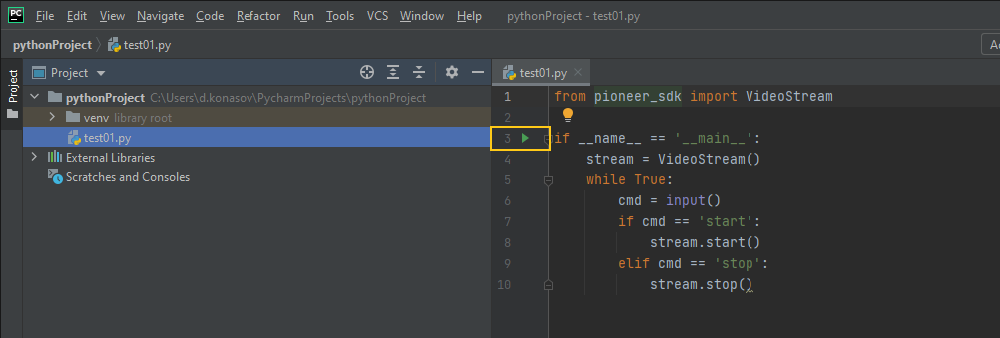 PC File Edit View Navigate Code Refactor Run Tools VCS Window Help pythonProject - test01.py
pythonProject test01.py
Project
Project
test01.py
pythonProject C:\Users\d.konasov\PycharmProjects\pythonProject
venv library root
test01.py
External Libraries
Scratches and Consoles
1 from pioneer_sdk import VideoStream
2
3 if __name__ == '__main__':
4 stream = VideoStream()
5 while True:
6 cmd = input()
7 if cmd == 'start':
8 stream.start()
9 elif cmd == 'stop':
10 stream.stop()